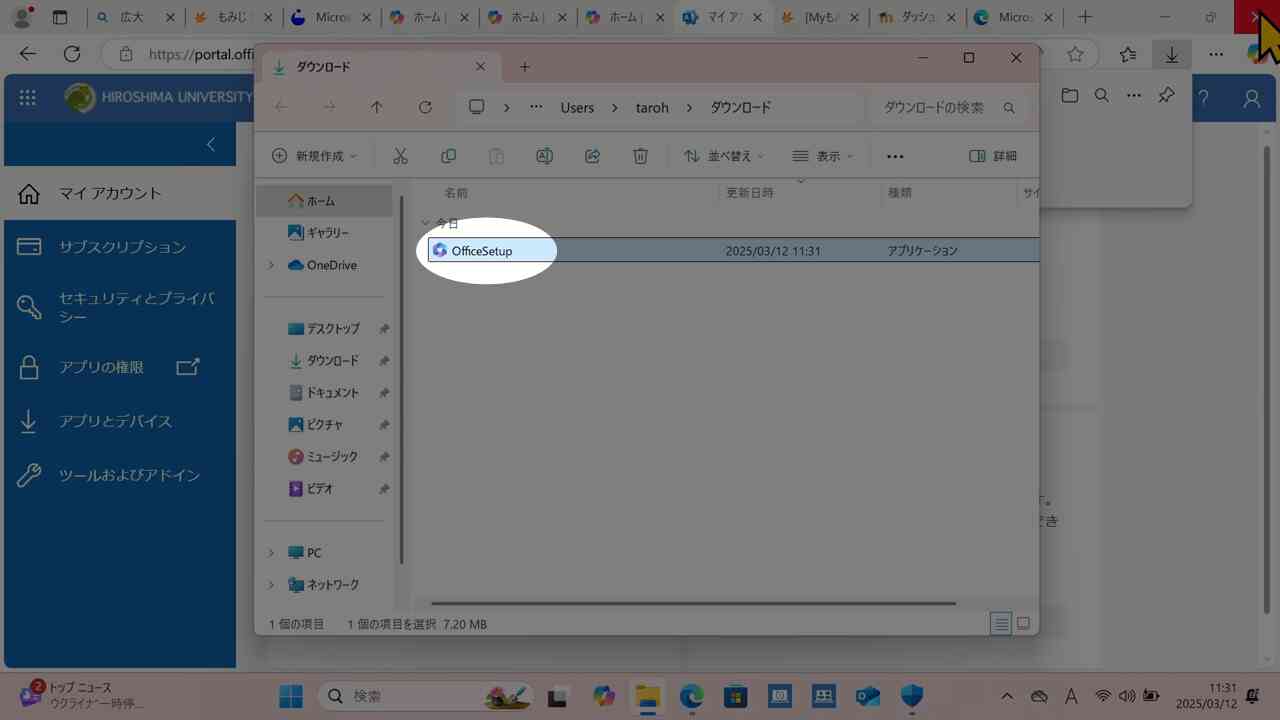 広大
もみじ
Micros
ホーム |
ホーム |
ホーム |
マイ ア
[Myも
ダッシュ
Micros
https://portal.offi
HIROSHIMA UNIVERSITY
マイ アカウント
サブスクリプション
セキュリティとプライバ
シー
アプリの権限
アプリとデバイス
ツールおよびアドイン
ダウンロード
Users
taroh
ダウンロード
ダウンロードの検索
新規作成
並べ替え
表示
詳細
ホーム
ギャラリー
OneDrive
デスクトップ
ダウンロード
ドキュメント
ピクチャ
ミュージック
ビデオ
PC
ネットワーク
名前
更新日時
種類
サイ
今日
OfficeSetup
2025/03/12 11:31
アプリケーション
1 個の項目
1 個の項目を選択 7.20 MB
す。
でき
2
トップ ニュース
ウクライナ一時停...
検索
A
11:31
2025/03/12